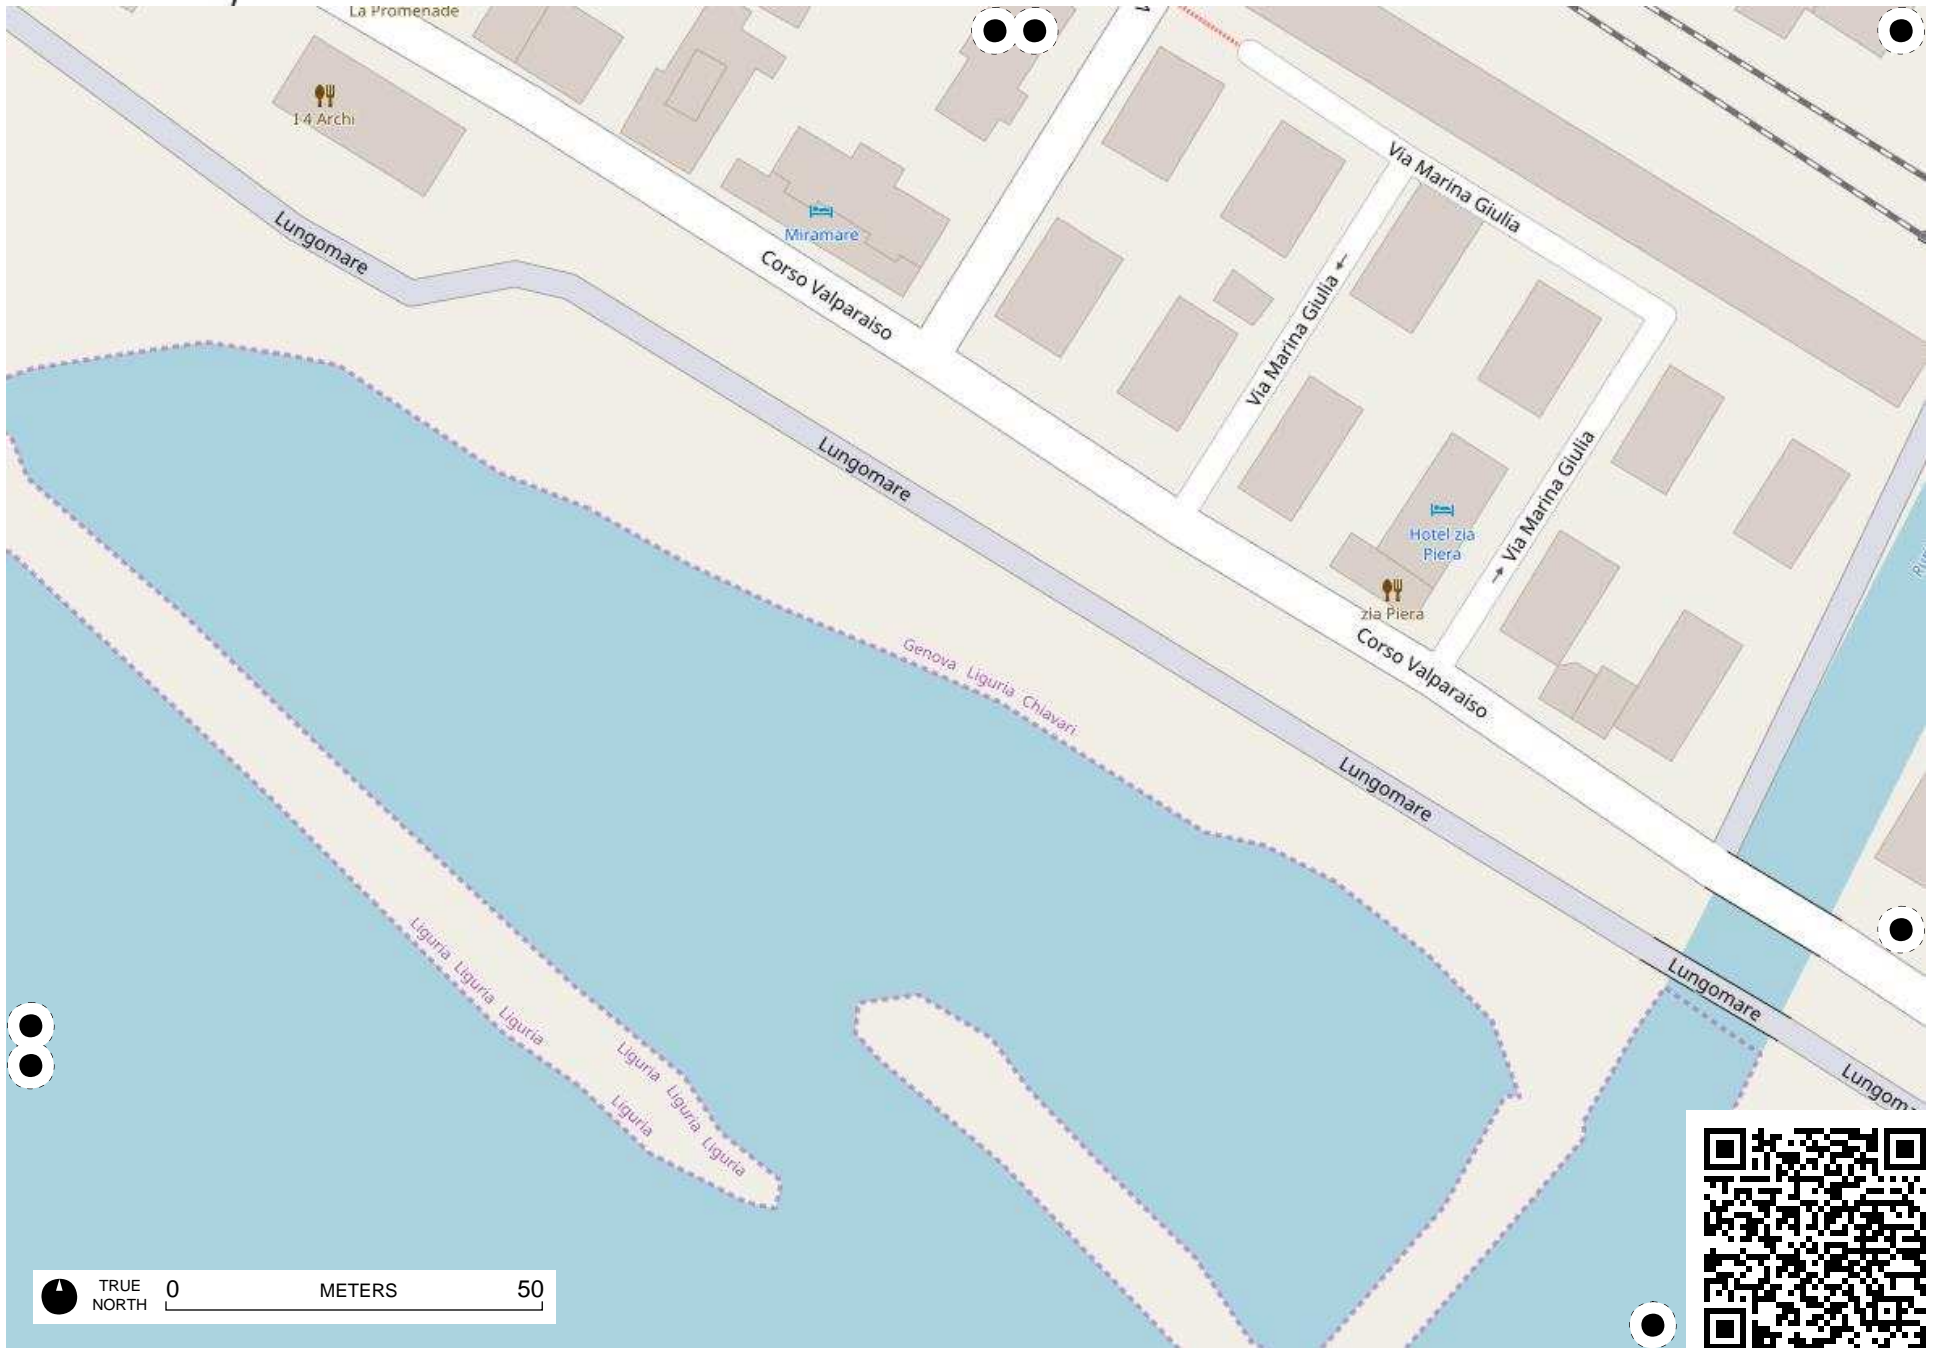 La Promenade
I 4 Archi
Via Marina Giulia
Lungomare
Miramare
Corso Valparaiso
Via Marina Giulia
Lungomare
Via Marina Giulia
Hotel zia
Piera
zia Piera
Corso Valparaiso
Genova Liguria Chiavari
Lungomare
Liguria Liguria Liguria
Lungomare
Liguria Liguria Liguria
Liguria
Lungoma
TRUE
NORTH
0 METERS 50